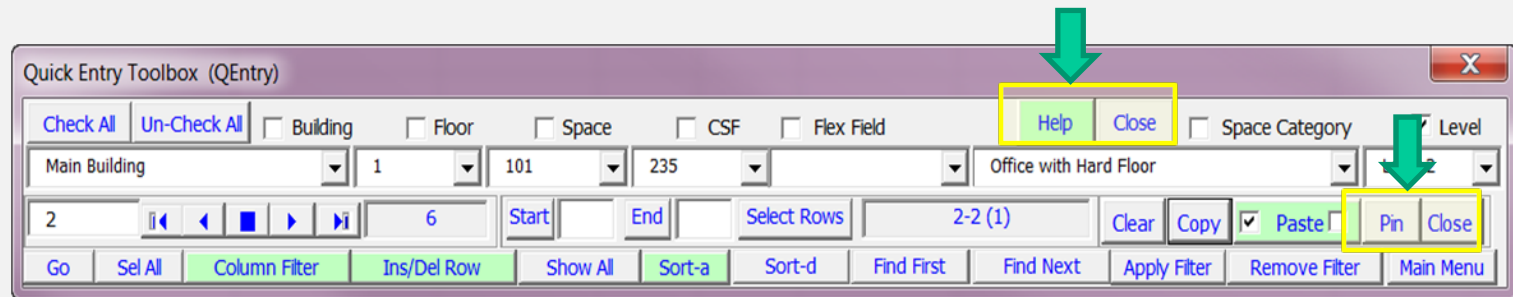 Quick Entry Toolbox (QEntry) X
Check All Un-Check All Building Floor Space CSF Flex Field Help Close Space Category Level
Main Building 1 101 235 Office with Hard Floor 2
2 6 Start End Select Rows 2-2 (1) Clear Copy Paste Pin Close
Go Sel All Column Filter Ins/Del Row Show All Sort-a Sort-d Find First Find Next Apply Filter Remove Filter Main Menu